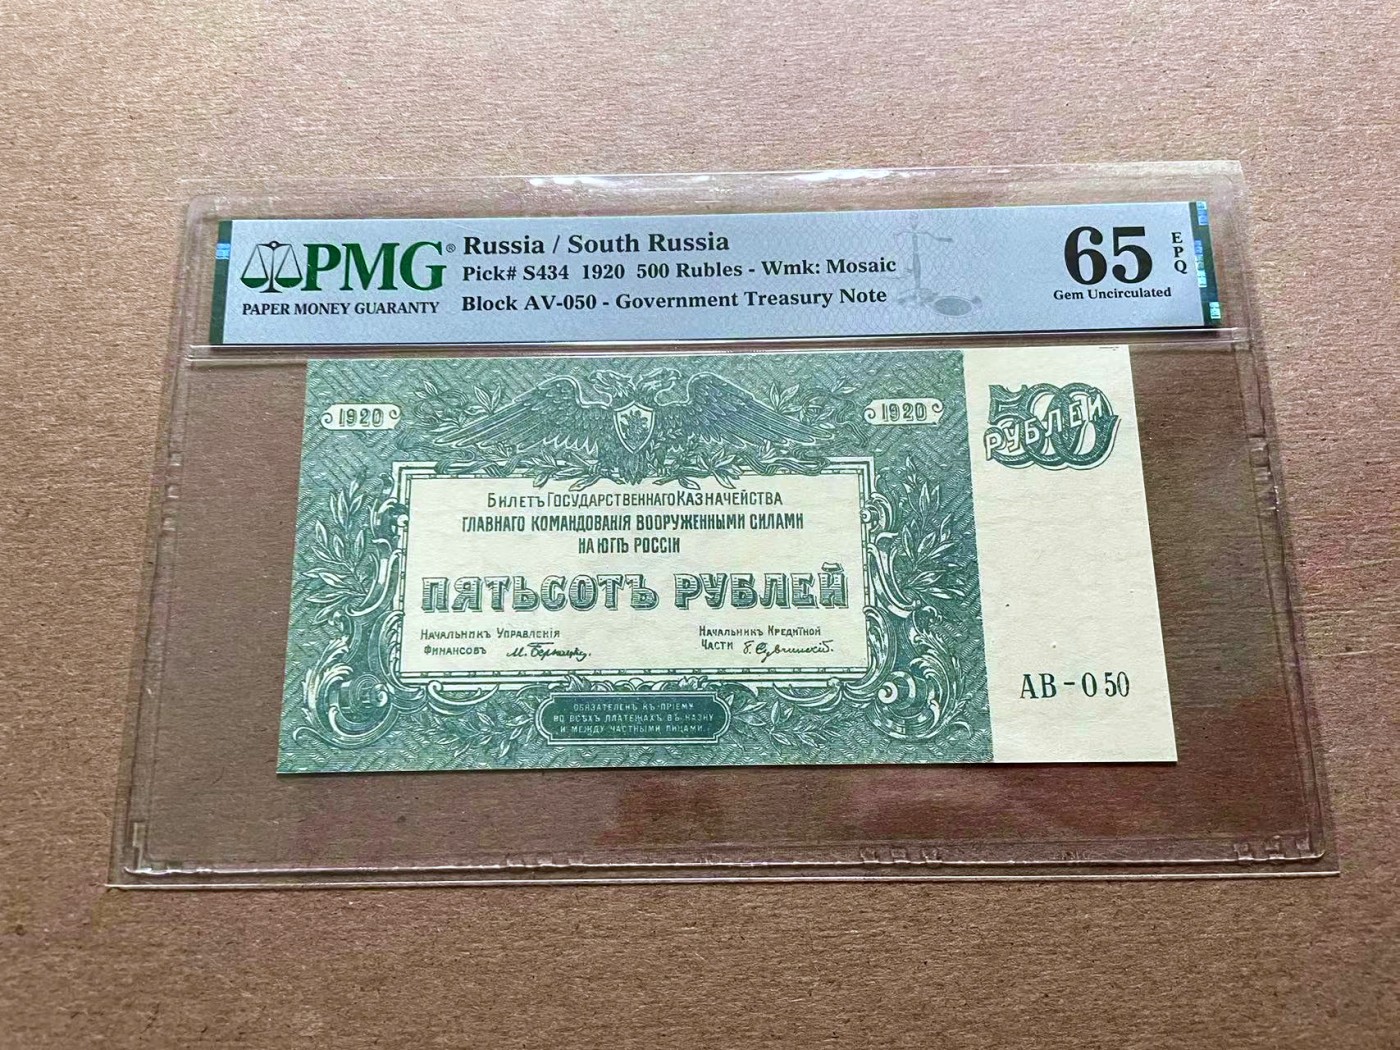 PMG® Russia / South Russia
Pick# S434 1920 500 Rubles - Wmk: Mosaic
PAPER MONEY GUARANTY Block AV-050 - Government Treasury Note
65 EPQ
Gem Uncirculated
1920
1920
500
РУБЛЕЙ
БИЛЕТЪ ГОСУДАРСТВЕННАГО КАЗНАЧЕЙСТВА
ГЛАВНАГО КОМАНДОВАНІЯ ВООРУЖЕННЫМИ СИЛАМИ
НА ЮГѢ РОССІИ
ПЯТЬСОТЪ РУБЛЕЙ
НАЧАЛЬНИКЪ УПРАВЛЕНІЯ
ФИНАНСОВЪ
НАЧАЛЬНИКЪ КРЕДИТНОЙ
ЧАСТИ
АВ-050
ОБЯЗАТЕЛЕНЪ КЪ ПРІЕМУ
ВО ВСѢХЪ ПЛАТЕЖАХЪ ВЪ КАЗНУ
И МЕЖДУ ЧАСТНЫМИ ЛИЦАМИ